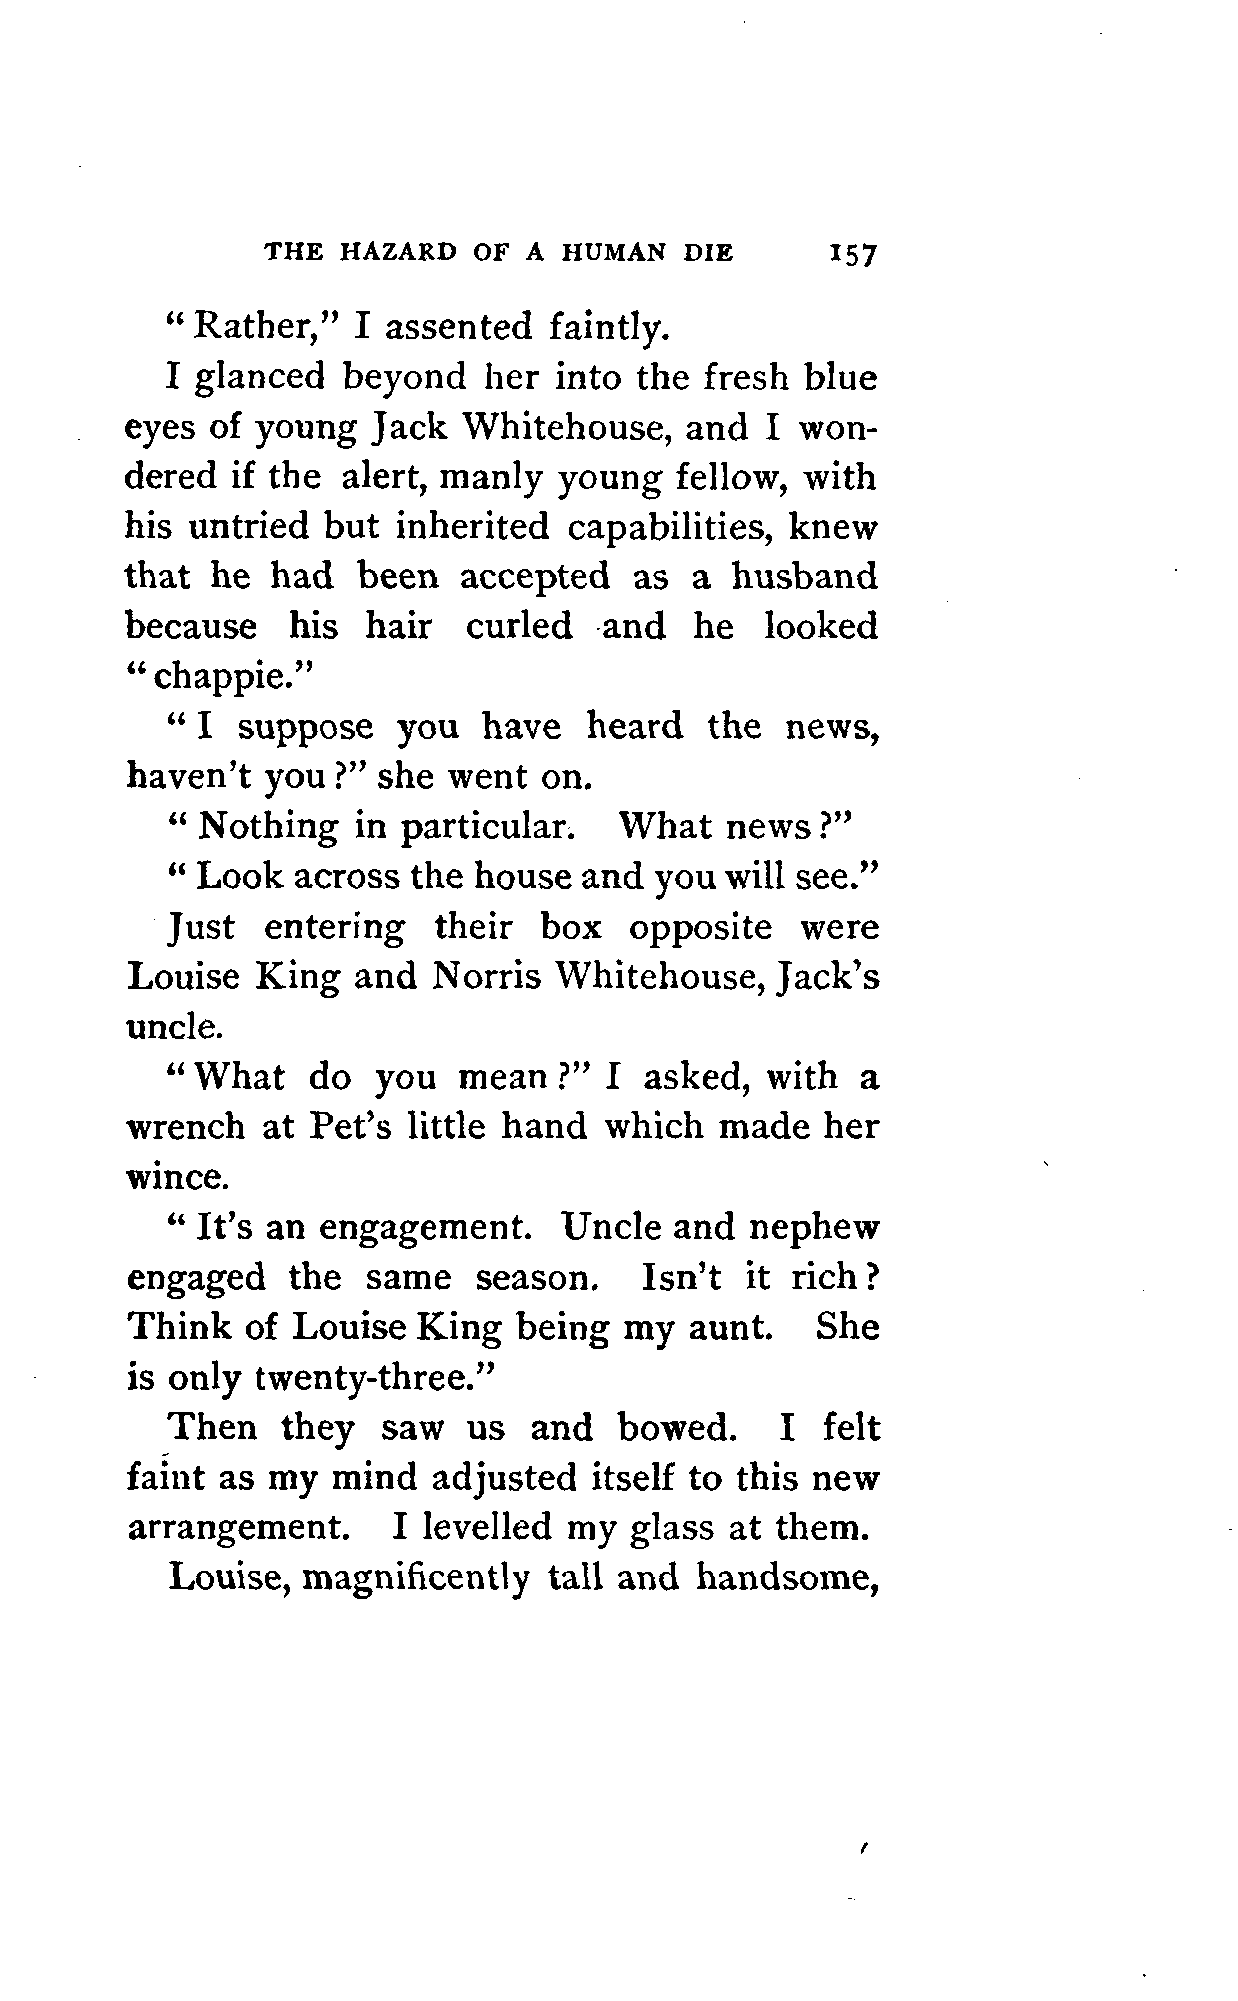 THE HAZARD OF A HUMAN DIE 157
"Rather," I assented faintly.
I glanced beyond her into the fresh blue
eyes of young Jack Whitehouse, and I won-
dered if the alert, manly young fellow, with
his untried but inherited capabilities, knew
that he had been accepted as a husband
because his hair curled and he looked
"chappie."
"I suppose you have heard the news,
haven't you?" she went on.
"Nothing in particular. What news?"
"Look across the house and you will see."
Just entering their box opposite were
Louise King and Norris Whitehouse, Jack's
uncle.
"What do you mean?" I asked, with a
wrench at Pet's little hand which made her
wince.
"It's an engagement. Uncle and nephew
engaged the same season. Isn't it rich?
Think of Louise King being my aunt. She
is only twenty-three."
Then they saw us and bowed. I felt
faint as my mind adjusted itself to this new
arrangement. I levelled my glass at them.
Louise, magnificently tall and handsome,